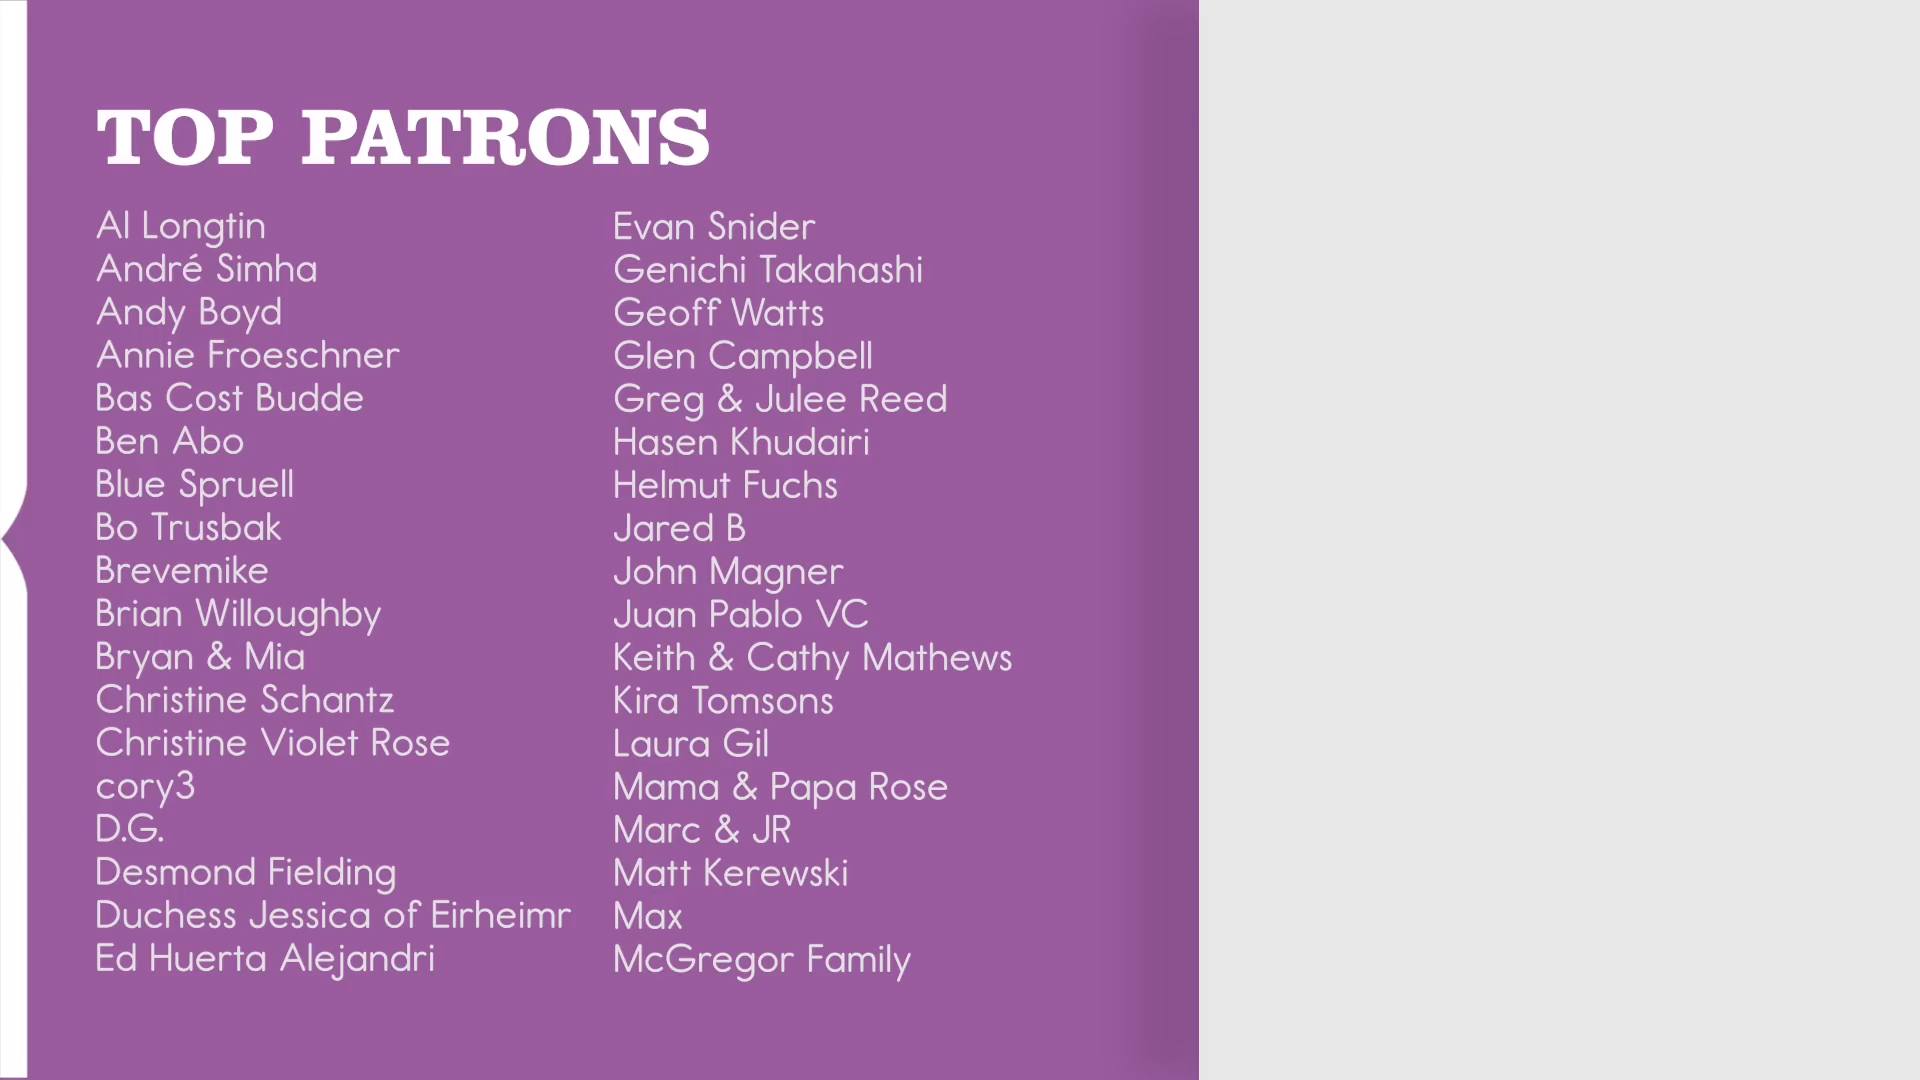 TOP PATRONS
Al Longtin
André Simha
Andy Boyd
Annie Froeschner
Bas Cost Budde
Ben Abo
Blue Spruell
Bo Trusbak
Brevemike
Brian Willoughby
Bryan & Mia
Christine Schantz
Christine Violet Rose
cory3
D.G.
Desmond Fielding
Duchess Jessica of Eirheimr
Ed Huerta Alejandri
Evan Snider
Genichi Takahashi
Geoff Watts
Glen Campbell
Greg & Julee Reed
Hasen Khudairi
Helmut Fuchs
Jared B
John Magner
Juan Pablo VC
Keith & Cathy Mathews
Kira Tomsons
Laura Gil
Mama & Papa Rose
Marc & JR
Matt Kerewski
Max
McGregor Family